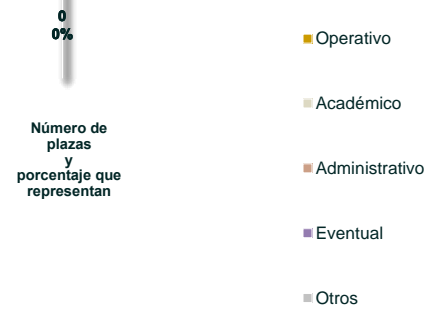 0
0%
Número de
plazas
y
porcentaje que
representan
Operativo
Académico
Administrativo
Eventual
Otros